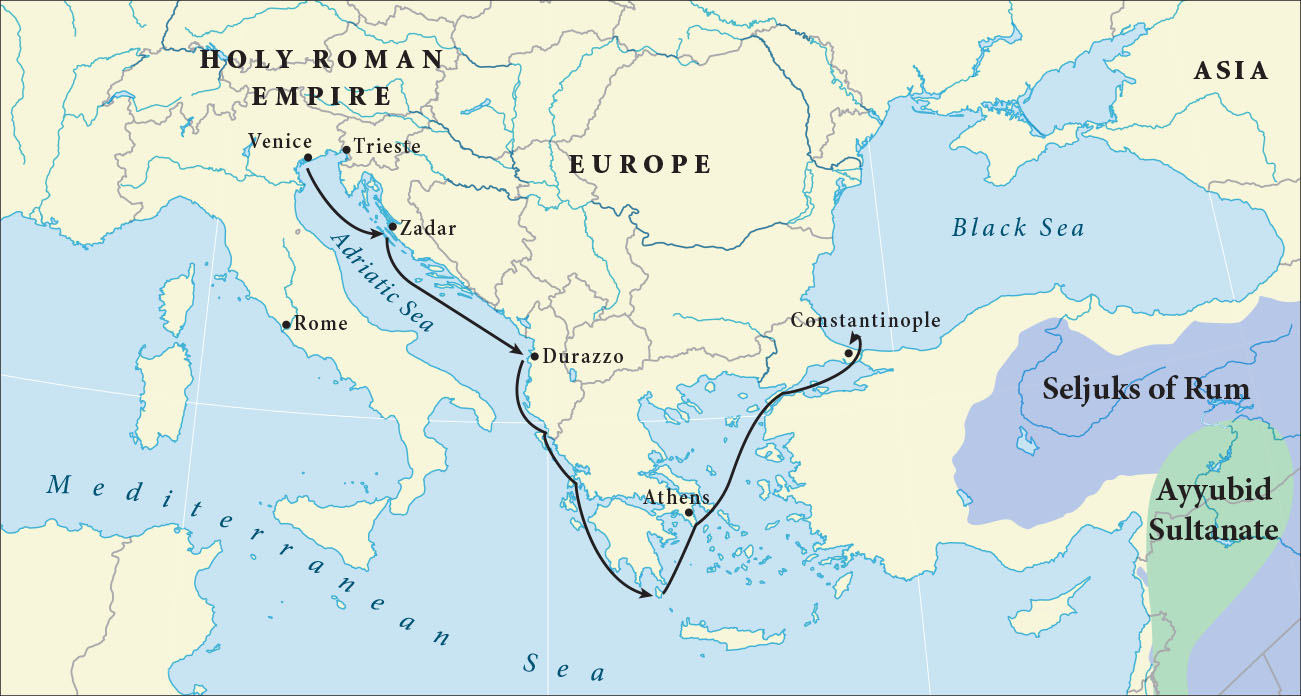 HOLY ROMAN
EMPIRE
ASIA
Venice
Trieste
EUROPE
Zadar
Black Sea
Adriatic Sea
Rome
Constantinople
Durazzo
Seljuks of Rum
Mediterranean Sea
Athens
Ayyubid
Sultanate